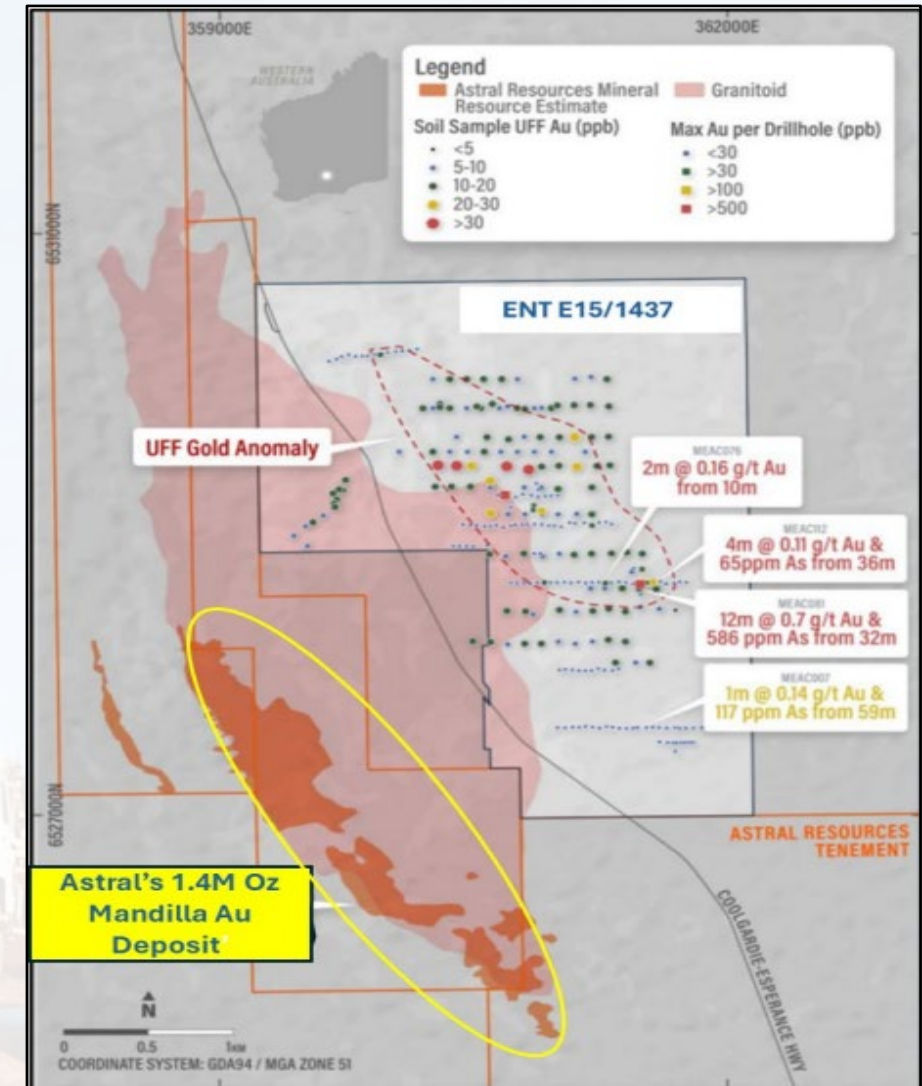 359000E
362000E
WESTERN
AUSTRALIA
Legend
Astral Resources Mineral
Resource Estimate
Granitoid
Soil Sample UFF Au (ppb)
<5
5-10
10-20
20-30
>30
Max Au per Drillhole (ppb)
<30
>30
>100
>500
6531000N
ENT E15/1437
UFF Gold Anomaly
MEAC076
2m @ 0.16 g/t Au
from 10m
MEAC112
4m @ 0.11 g/t Au &
65ppm As from 36m
MEAC081
12m @ 0.7 g/t Au &
586 ppm As from 32m
MEAC007
1m @ 0.14 g/t Au &
117 ppm As from 59m
6527000N
ASTRAL RESOURCES
TENEMENT
Astral's 1.4M Oz
Mandilla Au
Deposit
COOLGARDIE-ESPERANCE HWY
N
0 0.5 1KM
COORDINATE SYSTEM: GDA94 / MGA ZONE 51